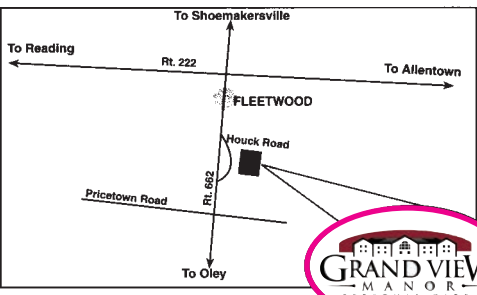 To Shoemakersville
To Reading
Rt. 222
To Allentown
FLEETWOOD
Houck Road
Rt. 662
Pricetown Road
To Oley
GRAND VIEW
MANOR